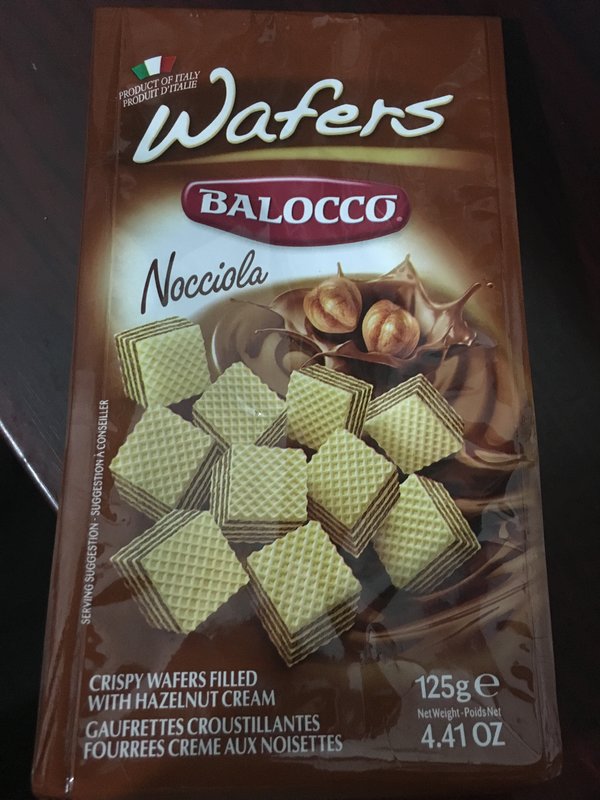 PRODUCT OF ITALY
PRODUIT D'ITALIE
Wafers
BALOCCO®
Nocciola
SERVING SUGGESTION - SUGGESTION À CONSEILLER
CRISPY WAFERS FILLED
WITH HAZELNUT CREAM
GAUFRETTES CROUSTILLANTES
FOURREES CREME AUX NOISETTES
125g ℮
Net Weight - Poids Net
4.41 OZ